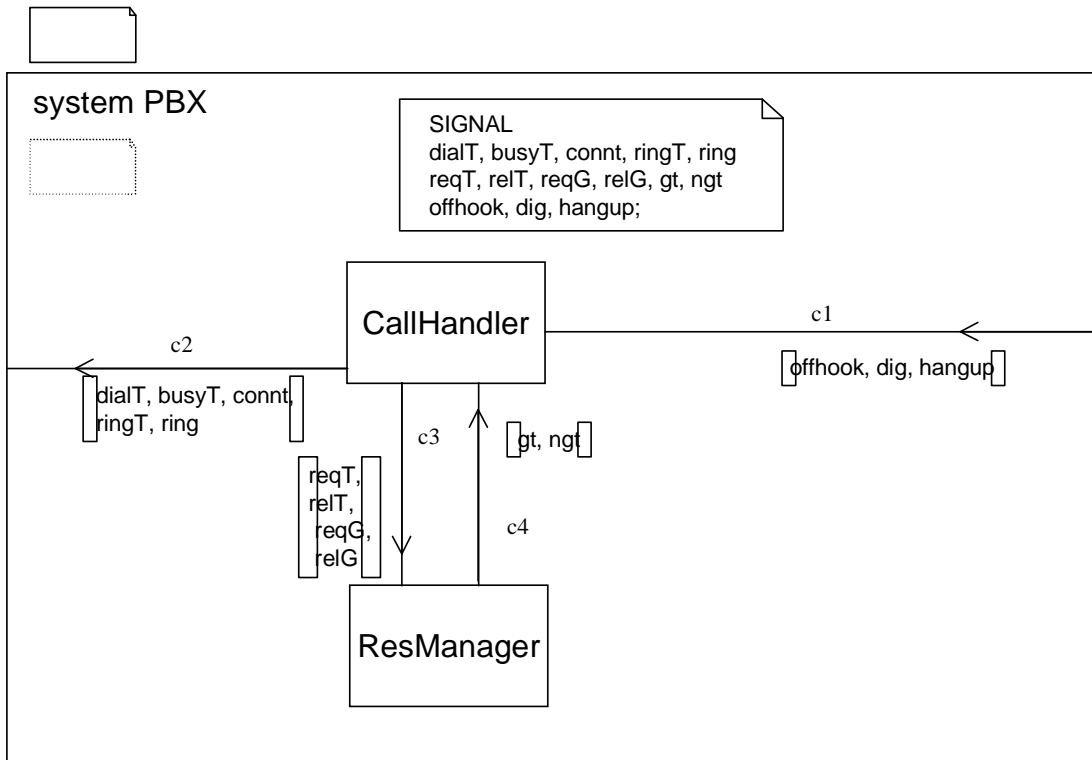 system PBX
SIGNAL
dialT, busyT, connt, ringT, ring
reqT, relT, reqG, relG, gt, ngt
offhook, dig, hangup;
CallHandler
c1
c2
offhook, dig, hangup
dialT, busyT, connt,
ringT, ring
c3
gt, ngt
reqT,
relT,
reqG,
relG
c4
ResManager